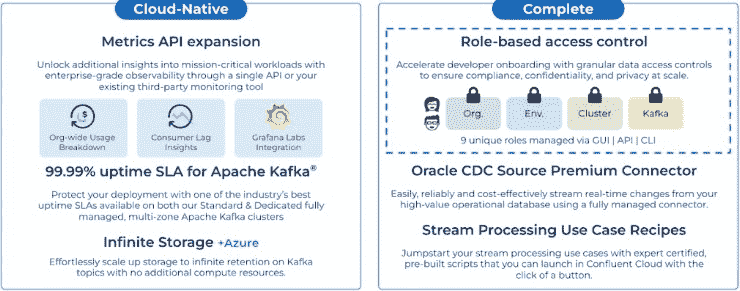 Cloud-Native
Metrics API expansion
Unlock additional insights into mission-critical workloads with
enterprise-grade observability through a single API or your
existing third-party monitoring tool
Org-wide Usage
Breakdown
Consumer Lag
Insights
Grafana Labs
Integration
99.99% uptime SLA for Apache Kafka®
Protect your deployment with one of the industry's best
uptime SLAs available on both our Standard & Dedicated fully
managed, multi-zone Apache Kafka clusters
Infinite Storage +Azure
Effortlessly scale up storage to infinite retention on Kafka
topics with no additional compute resources.
Complete
Role-based access control
Accelerate developer onboarding with granular data access controls
to ensure compliance, confidentiality, and privacy at scale.
Org.
Env.
Cluster
Kafka
9 unique roles managed via GUI | API | CLI
Oracle CDC Source Premium Connector
Easily, reliably and cost-effectively stream real-time changes from your
high-value operational database using a fully managed connector.
Stream Processing Use Case Recipes
Jumpstart your stream processing use cases with expert certified,
pre-built scripts that you can launch in Confluent Cloud with the
click of a button.